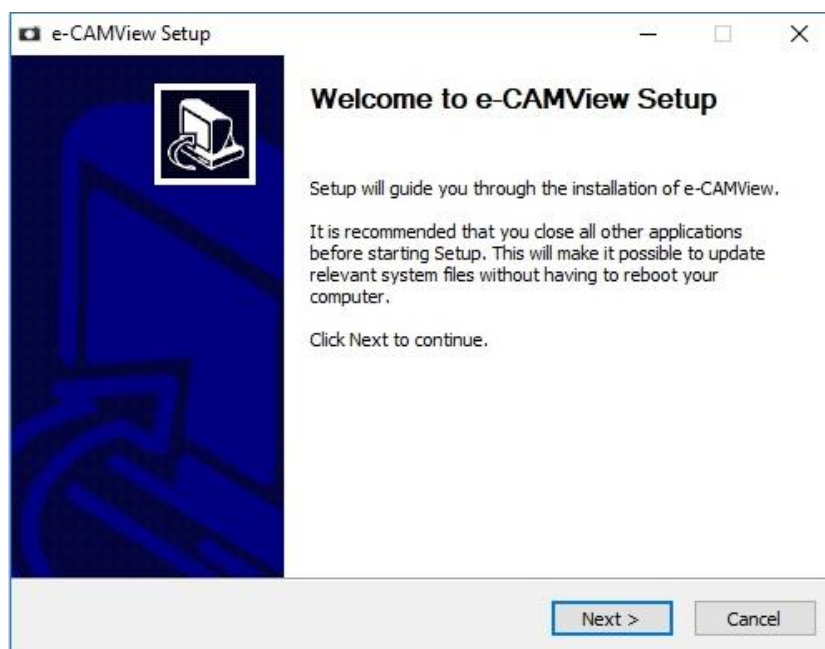 e-CAMView Setup
Welcome to e-CAMView Setup
Setup will guide you through the installation of e-CAMView.
It is recommended that you close all other applications
before starting Setup. This will make it possible to update
relevant system files without having to reboot your
computer.
Click Next to continue.
Next >
Cancel